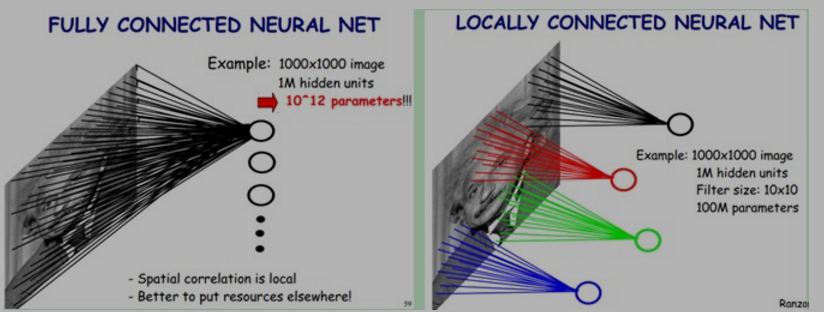 FULLY CONNECTED NEURAL NET
Example: 1000x1000 image
1M hidden units
10^12 parameters!!!
- Spatial correlation is local
- Better to put resources elsewhere!
59
LOCALLY CONNECTED NEURAL NET
Example: 1000x1000 image
1M hidden units
Filter size: 10x10
100M parameters
Ranzo